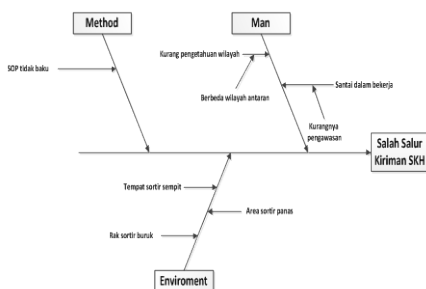 Method
Man
Kurang pengetahuan wilayah
SOP tidak baku
Santai dalam bekerja
Berbeda wilayah antaran
Kurangnya
pengawasan
Salah Salur
Kiriman SKH
Tempat sortir sempit
Area sortir panas
Rak sortir buruk
Enviroment